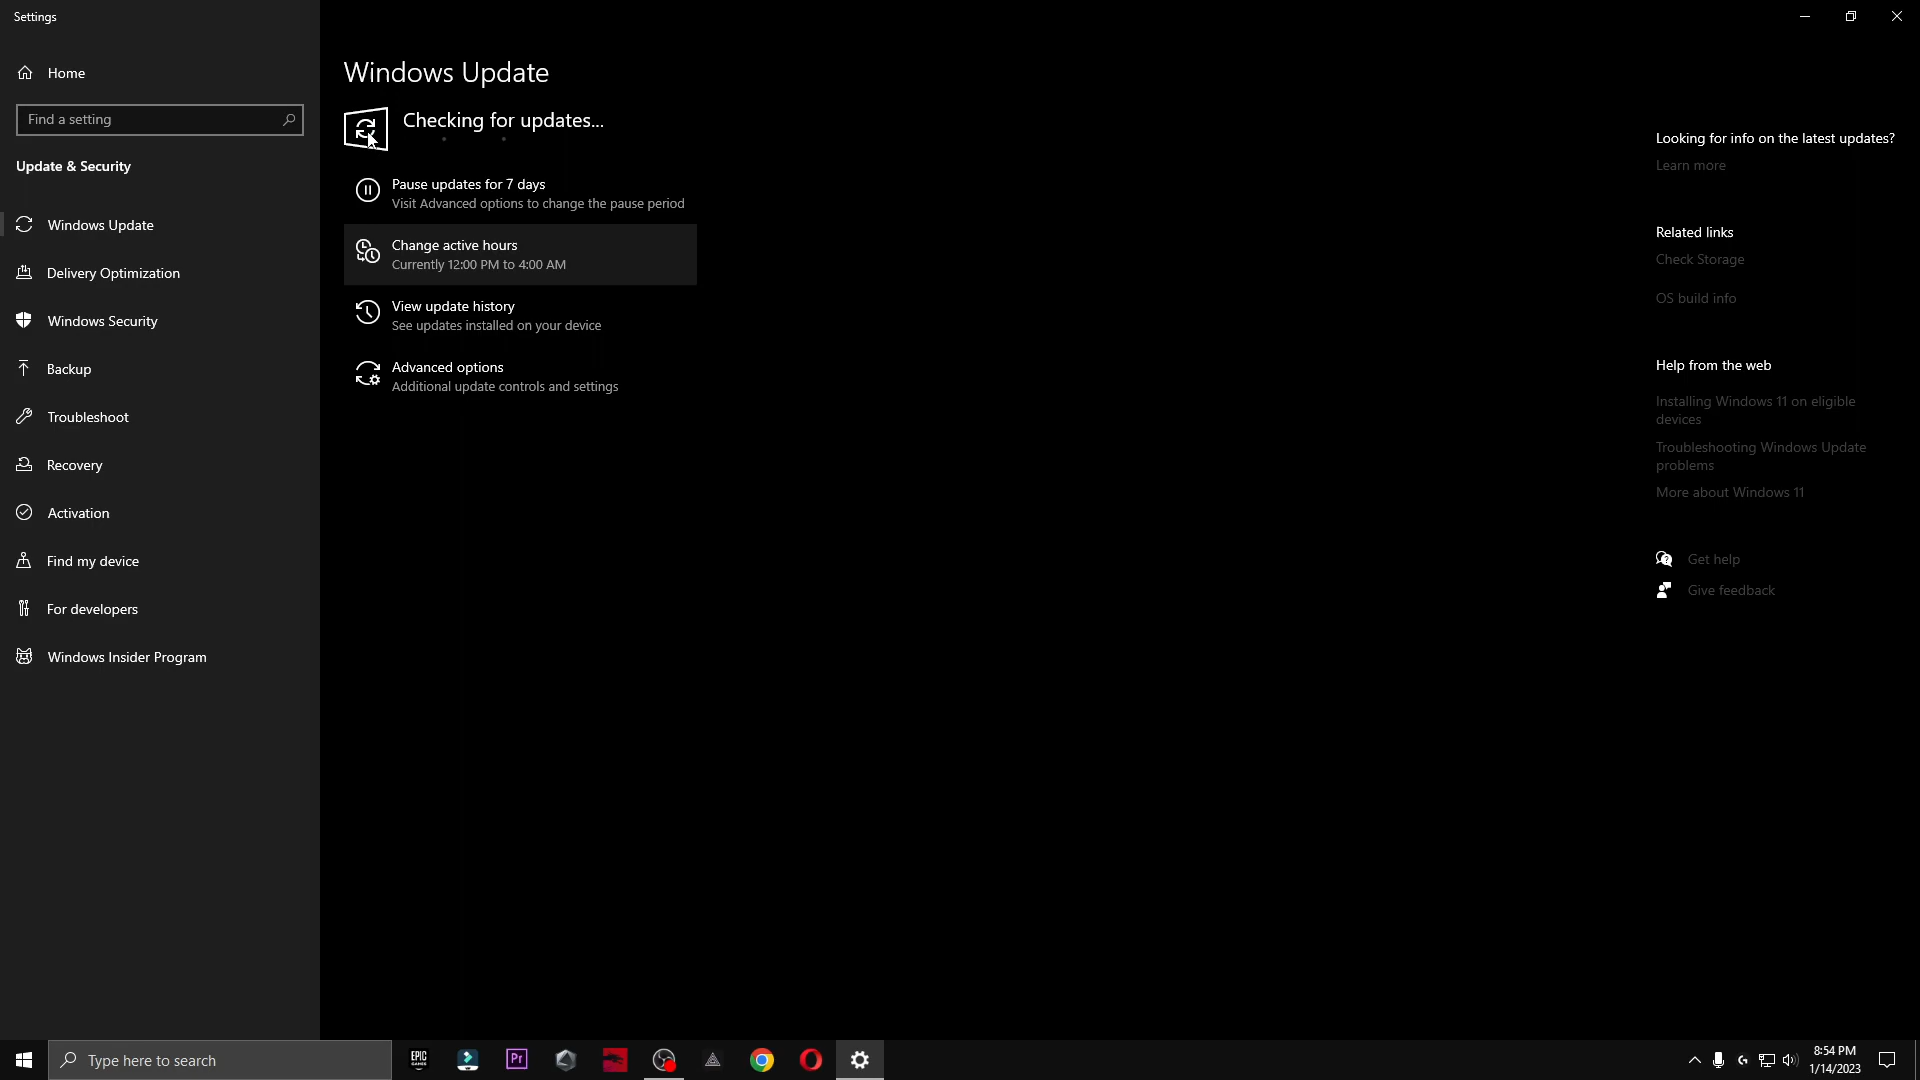 Settings
Home
Find a setting
Update & Security
Windows Update
Delivery Optimization
Windows Security
Backup
Troubleshoot
Recovery
Activation
Find my device
For developers
Windows Insider Program
Windows Update
Checking for updates...
Pause updates for 7 days
Visit Advanced options to change the pause period
Change active hours
Currently 12:00 PM to 4:00 AM
View update history
See updates installed on your device
Advanced options
Additional update controls and settings
Looking for info on the latest updates?
Learn more
Related links
Check Storage
OS build info
Help from the web
Installing Windows 11 on eligible
devices
Troubleshooting Windows Update
problems
More about Windows 11
Get help
Give feedback
Type here to search
EPIC
GAMES
Pr
8:54 PM
1/14/2023